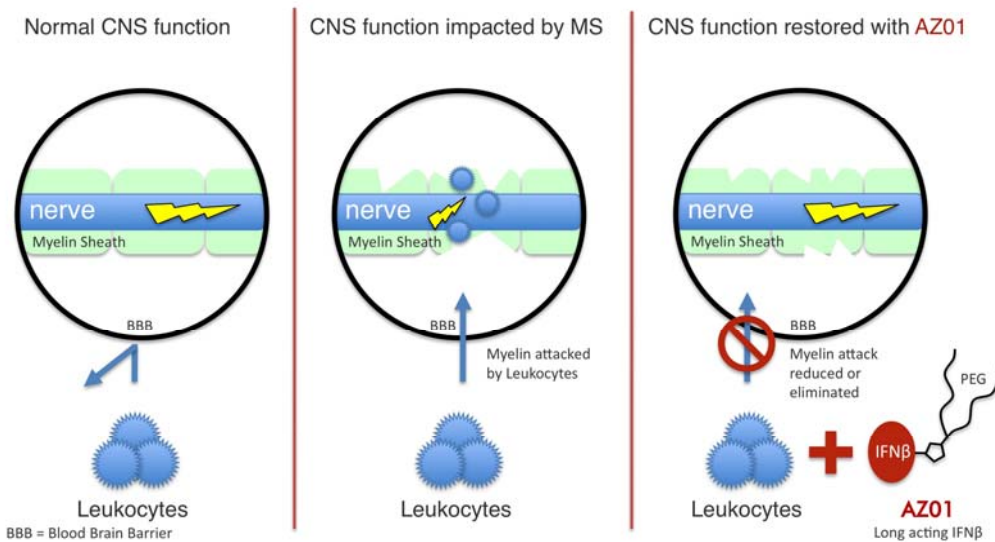 Normal CNS function
nerve
Myelin Sheath
BBB
Leukocytes
BBB = Blood Brain Barrier
CNS function impacted by MS
nerve
Myelin Sheath
BBB
Myelin attacked
by Leukocytes
Leukocytes
CNS function restored with AZ01
nerve
Myelin Sheath
BBB
Myelin attack
reduced or
eliminated
PEG
IFNβ
Leukocytes
AZ01
Long acting IFNβ